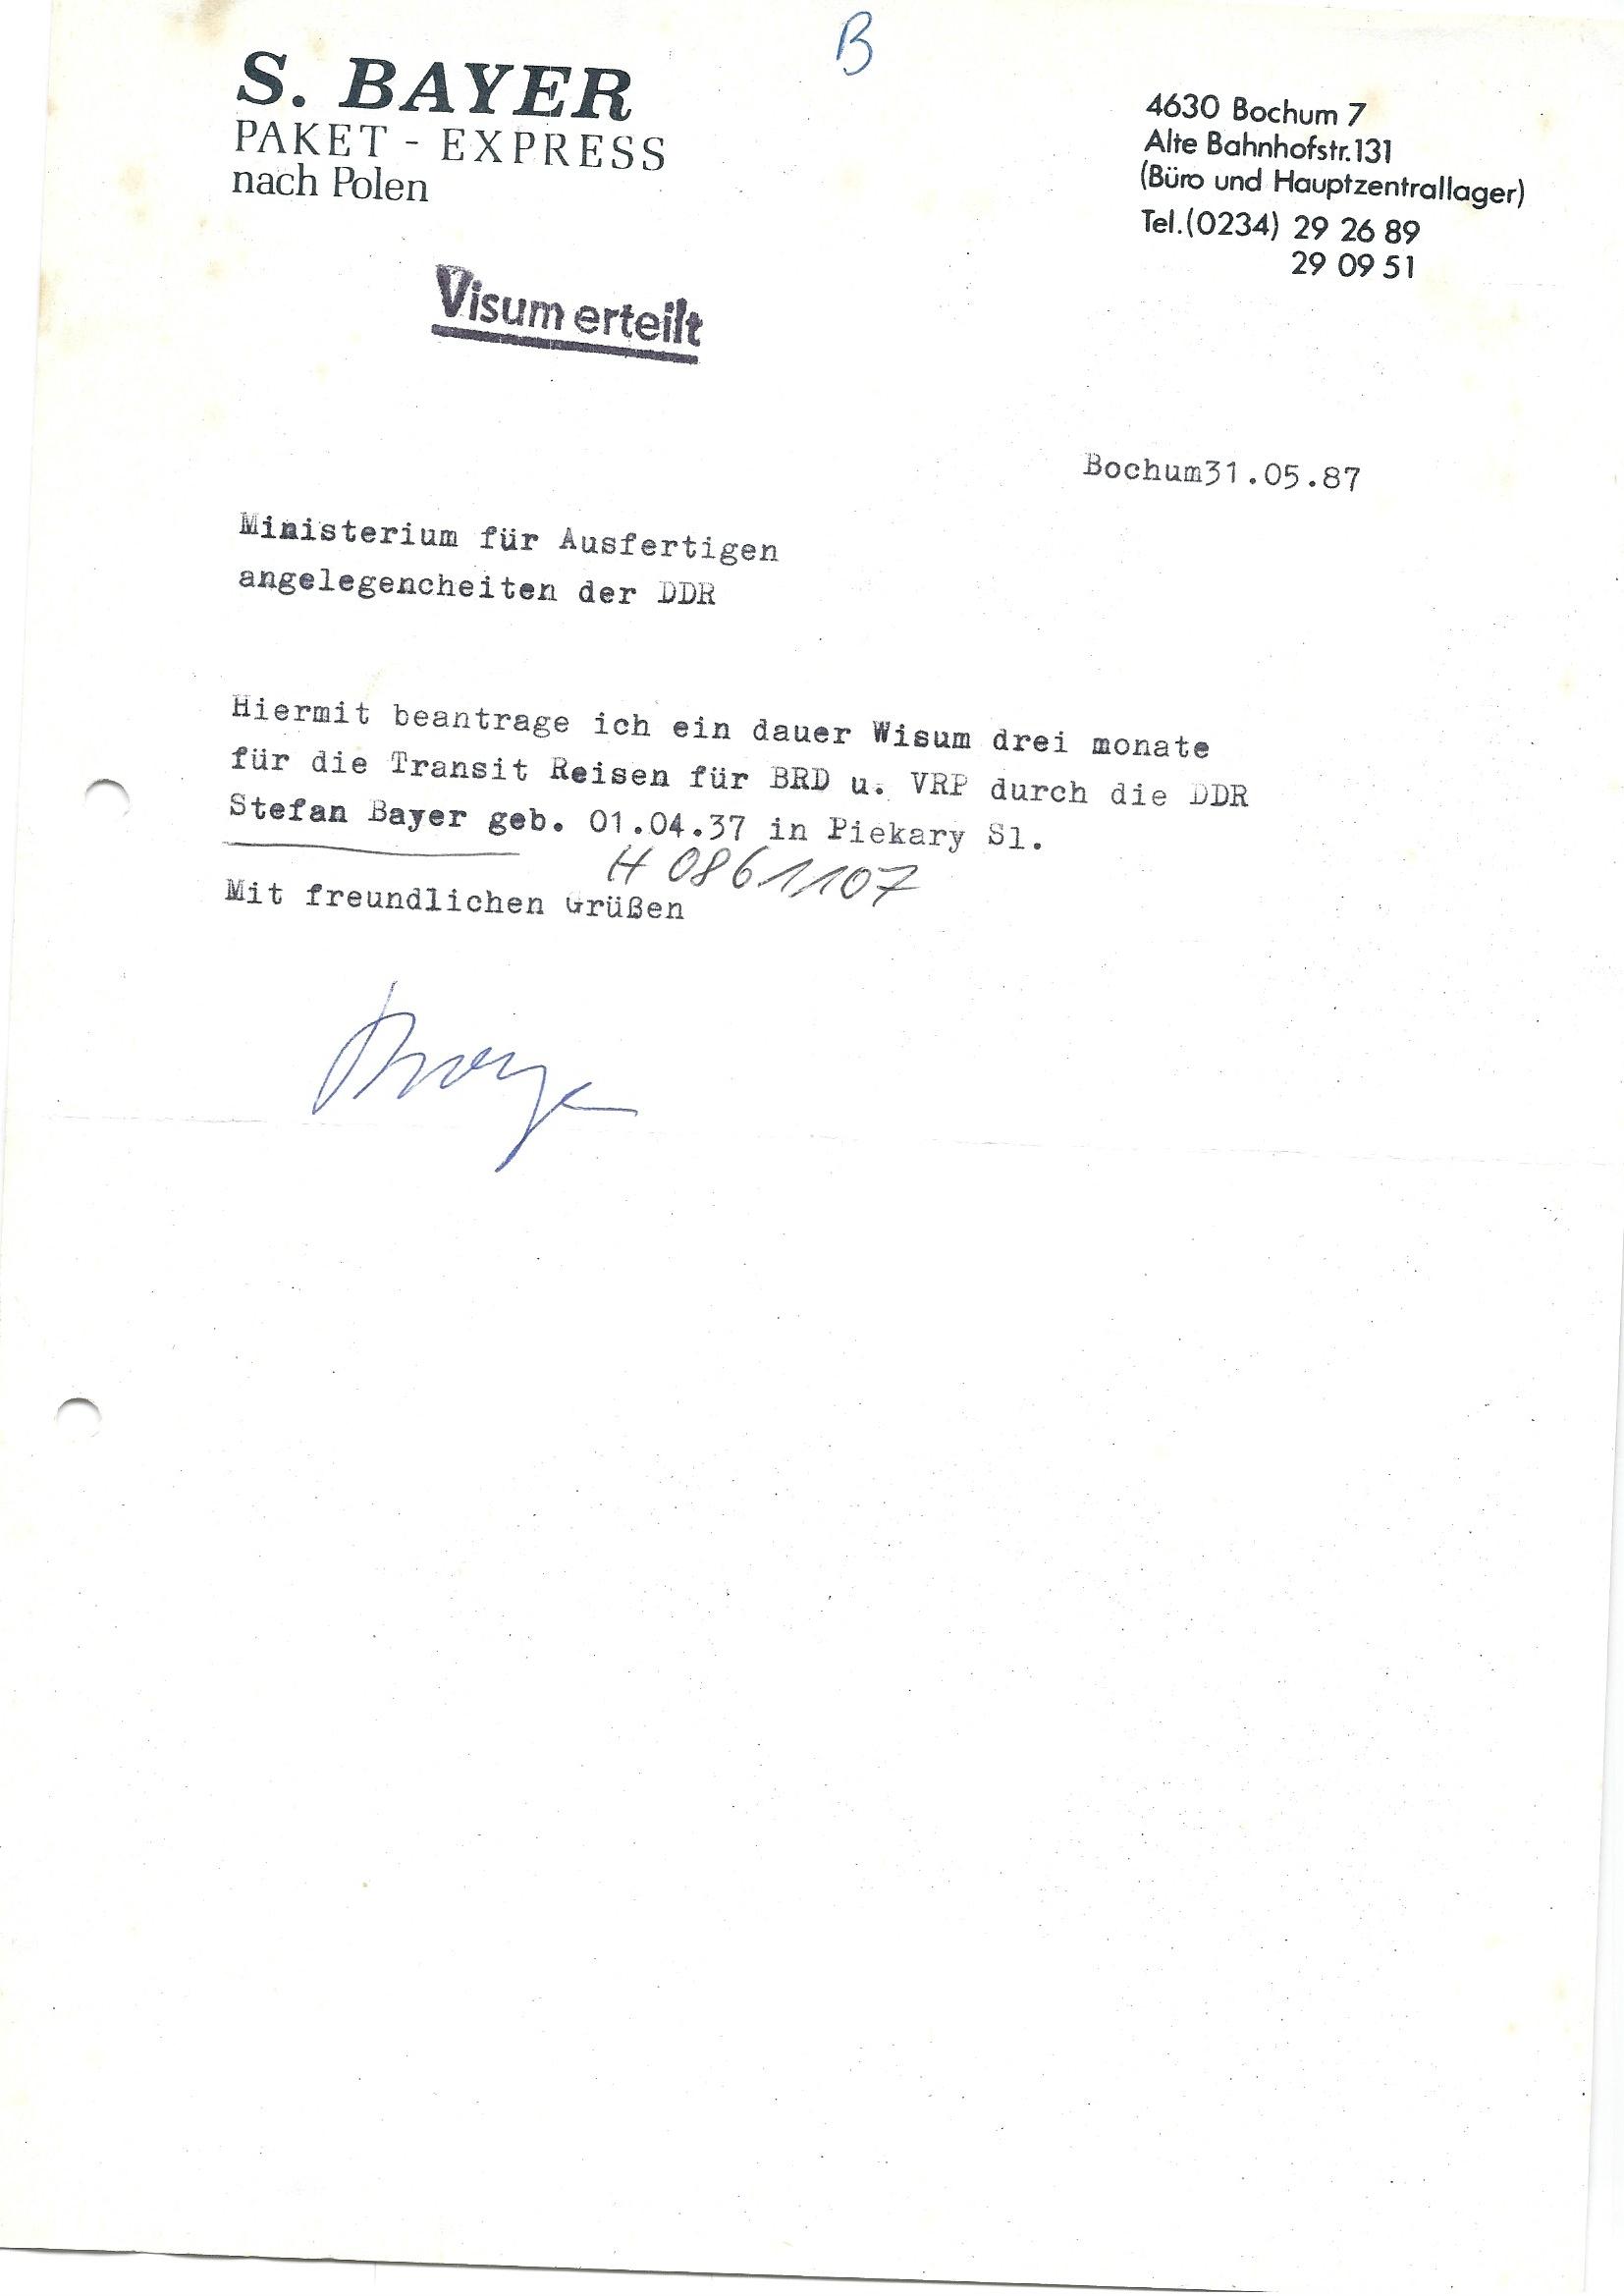 B
S. BAYER
PAKET - EXPRESS
nach Polen
4630 Bochum 7
Alte Bahnhofstr. 131
(Büro und Hauptzentrallager)
Tel. (0234) 29 26 89
29 09 51
Visum erteilt
Bochum31.05.87
Ministerium für Ausfertigen
angelegencheiten der DDR
Hiermit beantrage ich ein dauer Wisum drei monate
für die Transit Reisen für BRD u. VRP durch die DDR
Stefan Bayer geb. 01.04.37 in Piekary Sl.
H 0861107
Mit freundlichen Grüßen